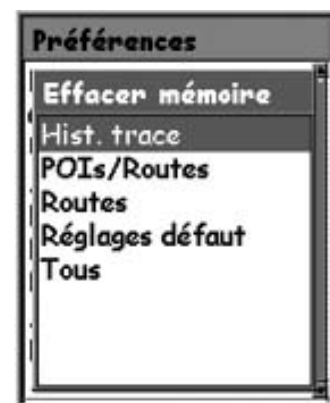 Préférences
Effacer mémoire
Hist. trace
POIs/Routes
Routes
Réglages défaut
Tous